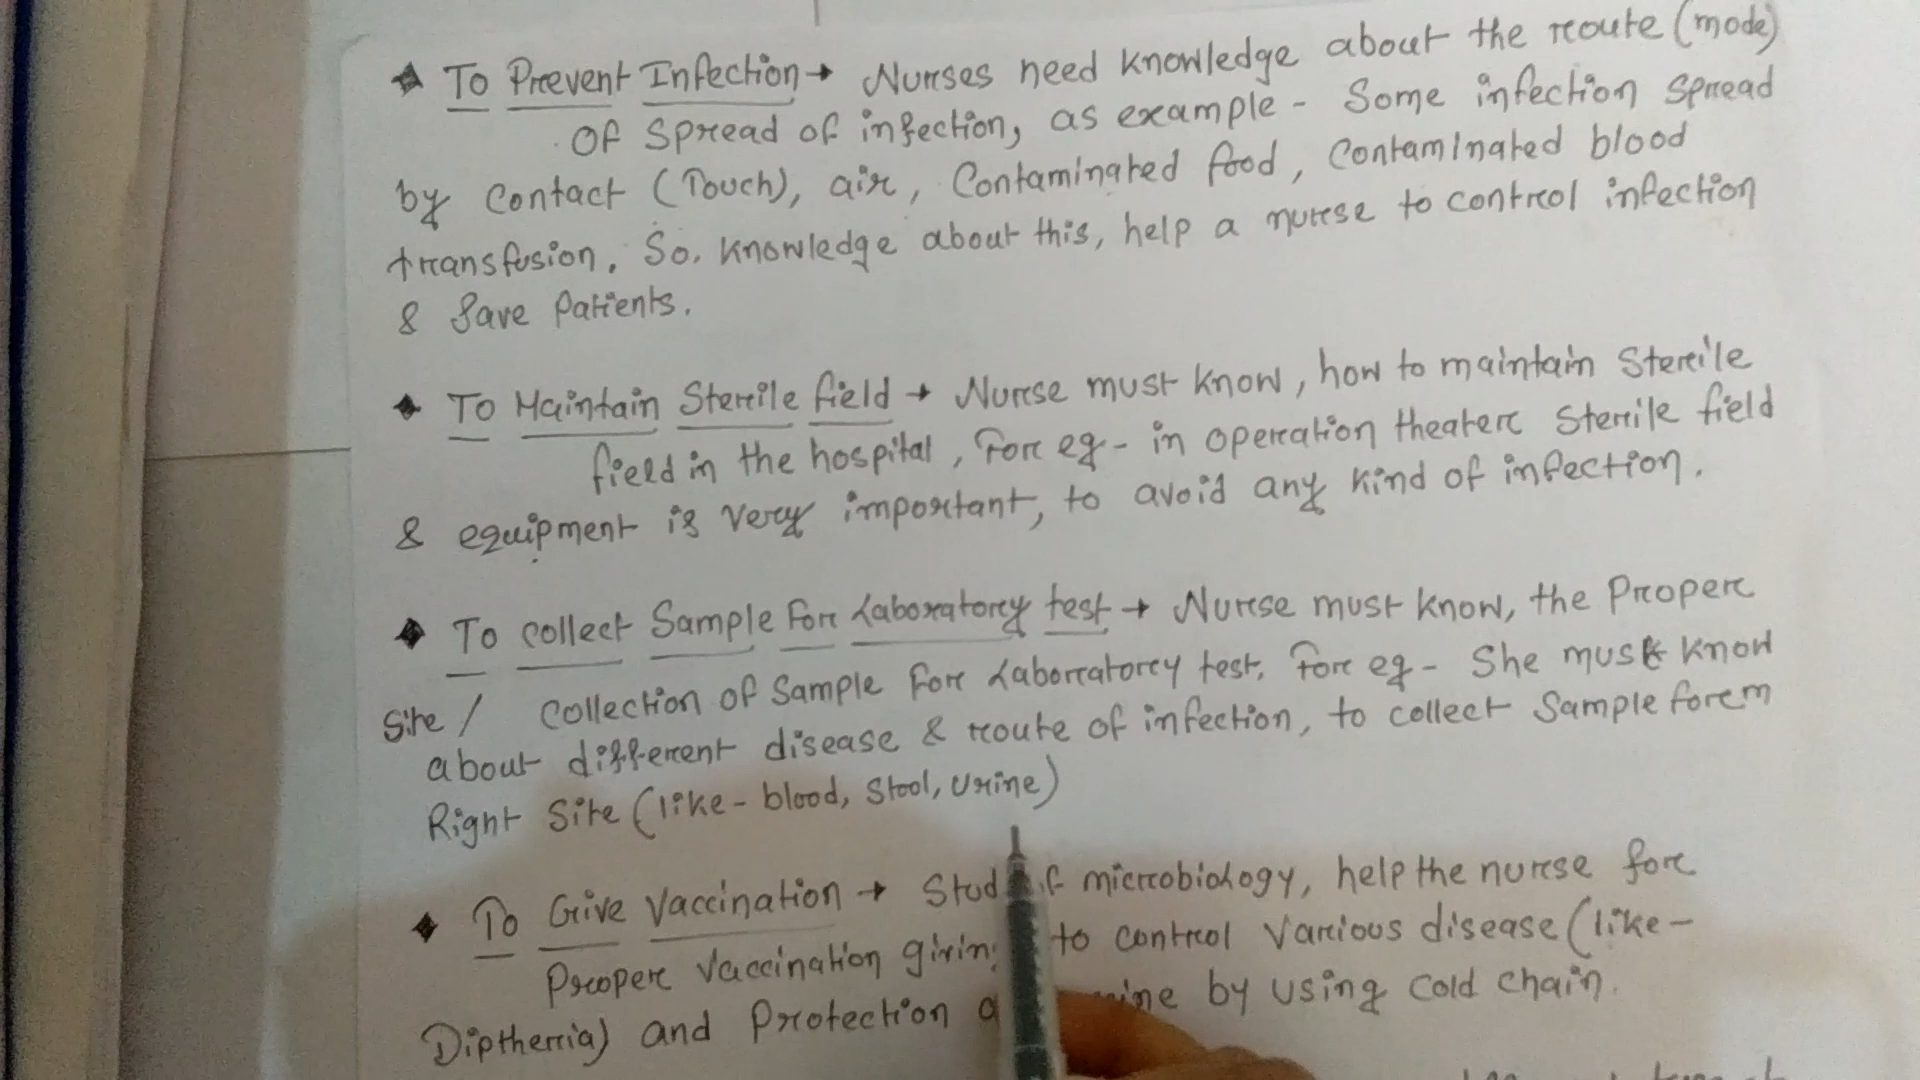 To Prevent Infection → Nurses need knowledge about the route (mode)
of spread of infection, as example - Some infection spread
by Contact (Touch), air, Contaminated food, Contaminated blood
transfusion. So, knowledge about this, help a nurse to control infection
& Save Patients.
To Maintain Sterile field → Nurse must know, how to maintain Sterile
field in the hospital, For eg - in operation theater Sterile field
& equipment is very important, to avoid any kind of infection.
To collect Sample For Laboratory test → Nurse must know, the Proper
Site / Collection of Sample For Laboratory test. For eg - She must know
about different disease & route of infection, to collect Sample forem
Right Site (like - blood, Stool, Urine)
To Give Vaccination → microbiology, help the nurse for
Proper Vaccination to control Various disease (like -
Diptheria) and Protection by using Cold chain.